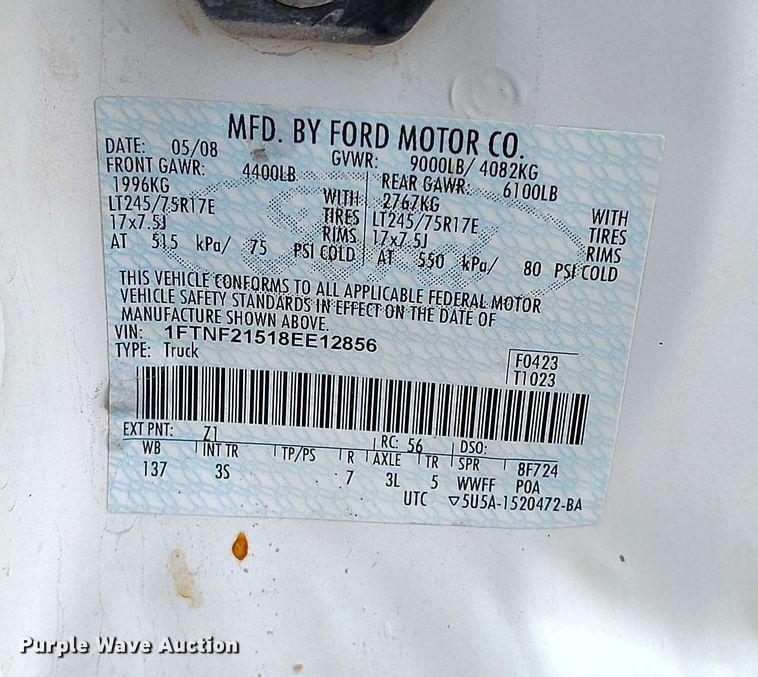 MFD. BY FORD MOTOR CO.
DATE: 05/08 GVWR: 9000LB/ 4082KG
FRONT GAWR: 4400LB REAR GAWR: 6100LB
1996KG WITH 2767KG WITH
LT245/75R17E TIRES LT245/75R17E TIRES
17x7.5J RIMS 17x7.5J RIMS
AT 515 kPa/ 75 PSI COLD AT 550 kPa/ 80 PSI COLD
THIS VEHICLE CONFORMS TO ALL APPLICABLE FEDERAL MOTOR
VEHICLE SAFETY STANDARDS IN EFFECT ON THE DATE OF
MANUFACTURE SHOWN ABOVE.
VIN: 1FTNF21518EE12856
TYPE: Truck
F0423
T1023
EXT PNT: Z1 RC: 56 DSO:
WB INT TR TP/PS R AXLE TR SPR 8F724
137 3S 7 3L 5 WWFF P0A
UTC ▽5U5A-1520472-BA
Purple Wave Auction